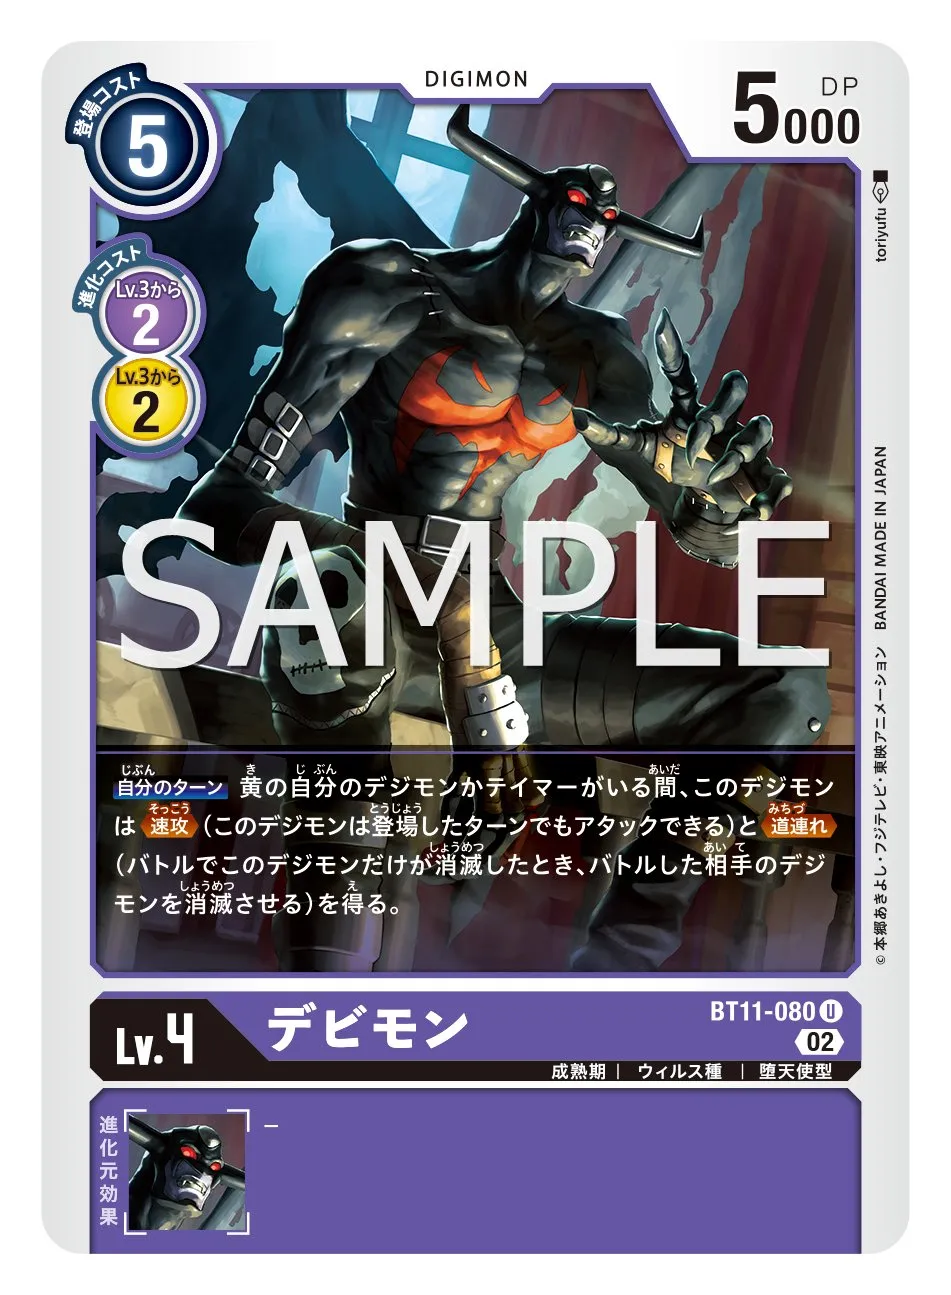 DIGIMON
登場コスト
5
DP
5000
進化コスト
Lv.3から
2
Lv.3から
2
toriyufu
SAMPLE
自分のターン 黄の自分のデジモンかテイマーがいる間、このデジモン
は 速攻 (このデジモンは登場したターンでもアタックできる)と 道連れ
(バトルでこのデジモンだけが消滅したとき、バトルした相手のデジ
モンを消滅させる)を得る。
©本郷あきよし・フジテレビ・東映アニメーション BANDAI MADE IN JAPAN
Lv.4
デビモン
BT11-080 U
02
成熟期 | ウィルス種 | 堕天使型
進化元効果
–